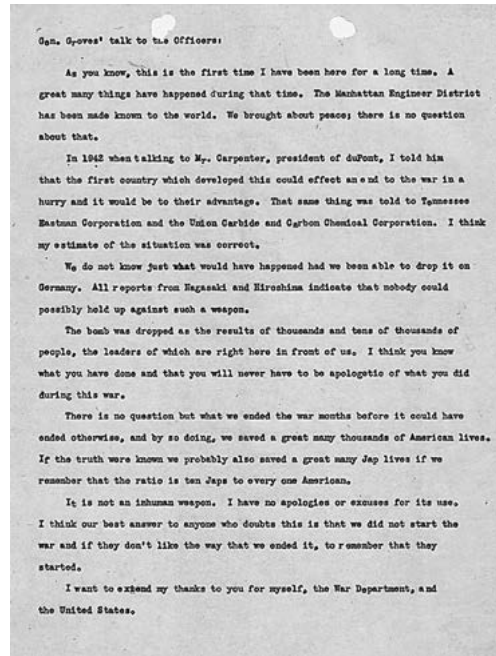 Gen. Groves' talk to the Officers:
As you know, this is the first time I have been here for a long time. A
great many things have happened during that time. The Manhattan Engineer District
has been made known to the world. We brought about peace; there is no question
about that.
In 1942 when talking to Mr. Carpenter, president of duPont, I told him
that the first country which developed this could effect an end to the war in a
hurry and it would be to their advantage. That same thing was told to Tennessee
Eastman Corporation and the Union Carbide and Carbon Chemical Corporation. I think
my estimate of the situation was correct.
We do not know just what would have happened had we been able to drop it on
Germany. All reports from Nagasaki and Hiroshima indicate that nobody could
possibly hold up against such a weapon.
The bomb was dropped as the results of thousands and tens of thousands of
people, the leaders of which are right here in front of us. I think you know
what you have done and that you will never have to be apologetic of what you did
during this war.
There is no question but what we ended the war months before it could have
ended otherwise, and by so doing, we saved a great many thousands of American lives.
If the truth were known we probably also saved a great many Jap lives if we
remember that the ratio is ten Japs to every one American.
It is not an inhuman weapon. I have no apologies or excuses for its use.
I think our best answer to anyone who doubts this is that we did not start the
war and if they don't like the way that we ended it, to remember that they
started.
I want to extend my thanks to you for myself, the War Department, and
the United States.